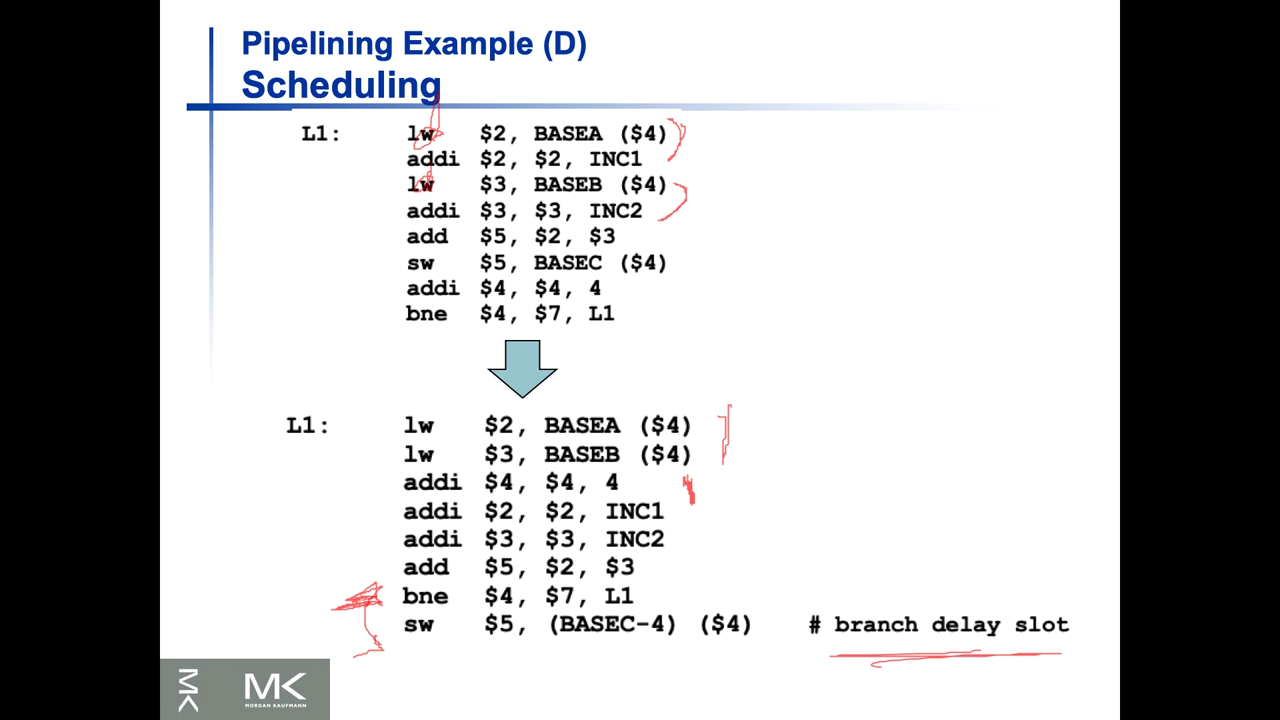 Pipelining Example (D)
Scheduling
L1: lw $2, BASEA ($4)
addi $2, $2, INC1
lw $3, BASEB ($4)
addi $3, $3, INC2
add $5, $2, $3
sw $5, BASEC ($4)
addi $4, $4, 4
bne $4, $7, L1
L1: lw $2, BASEA ($4)
lw $3, BASEB ($4)
addi $4, $4, 4
addi $2, $2, INC1
addi $3, $3, INC2
add $5, $2, $3
bne $4, $7, L1
sw $5, (BASEC-4) ($4) # branch delay slot
MK
MK
MORGAN KAUFMANN